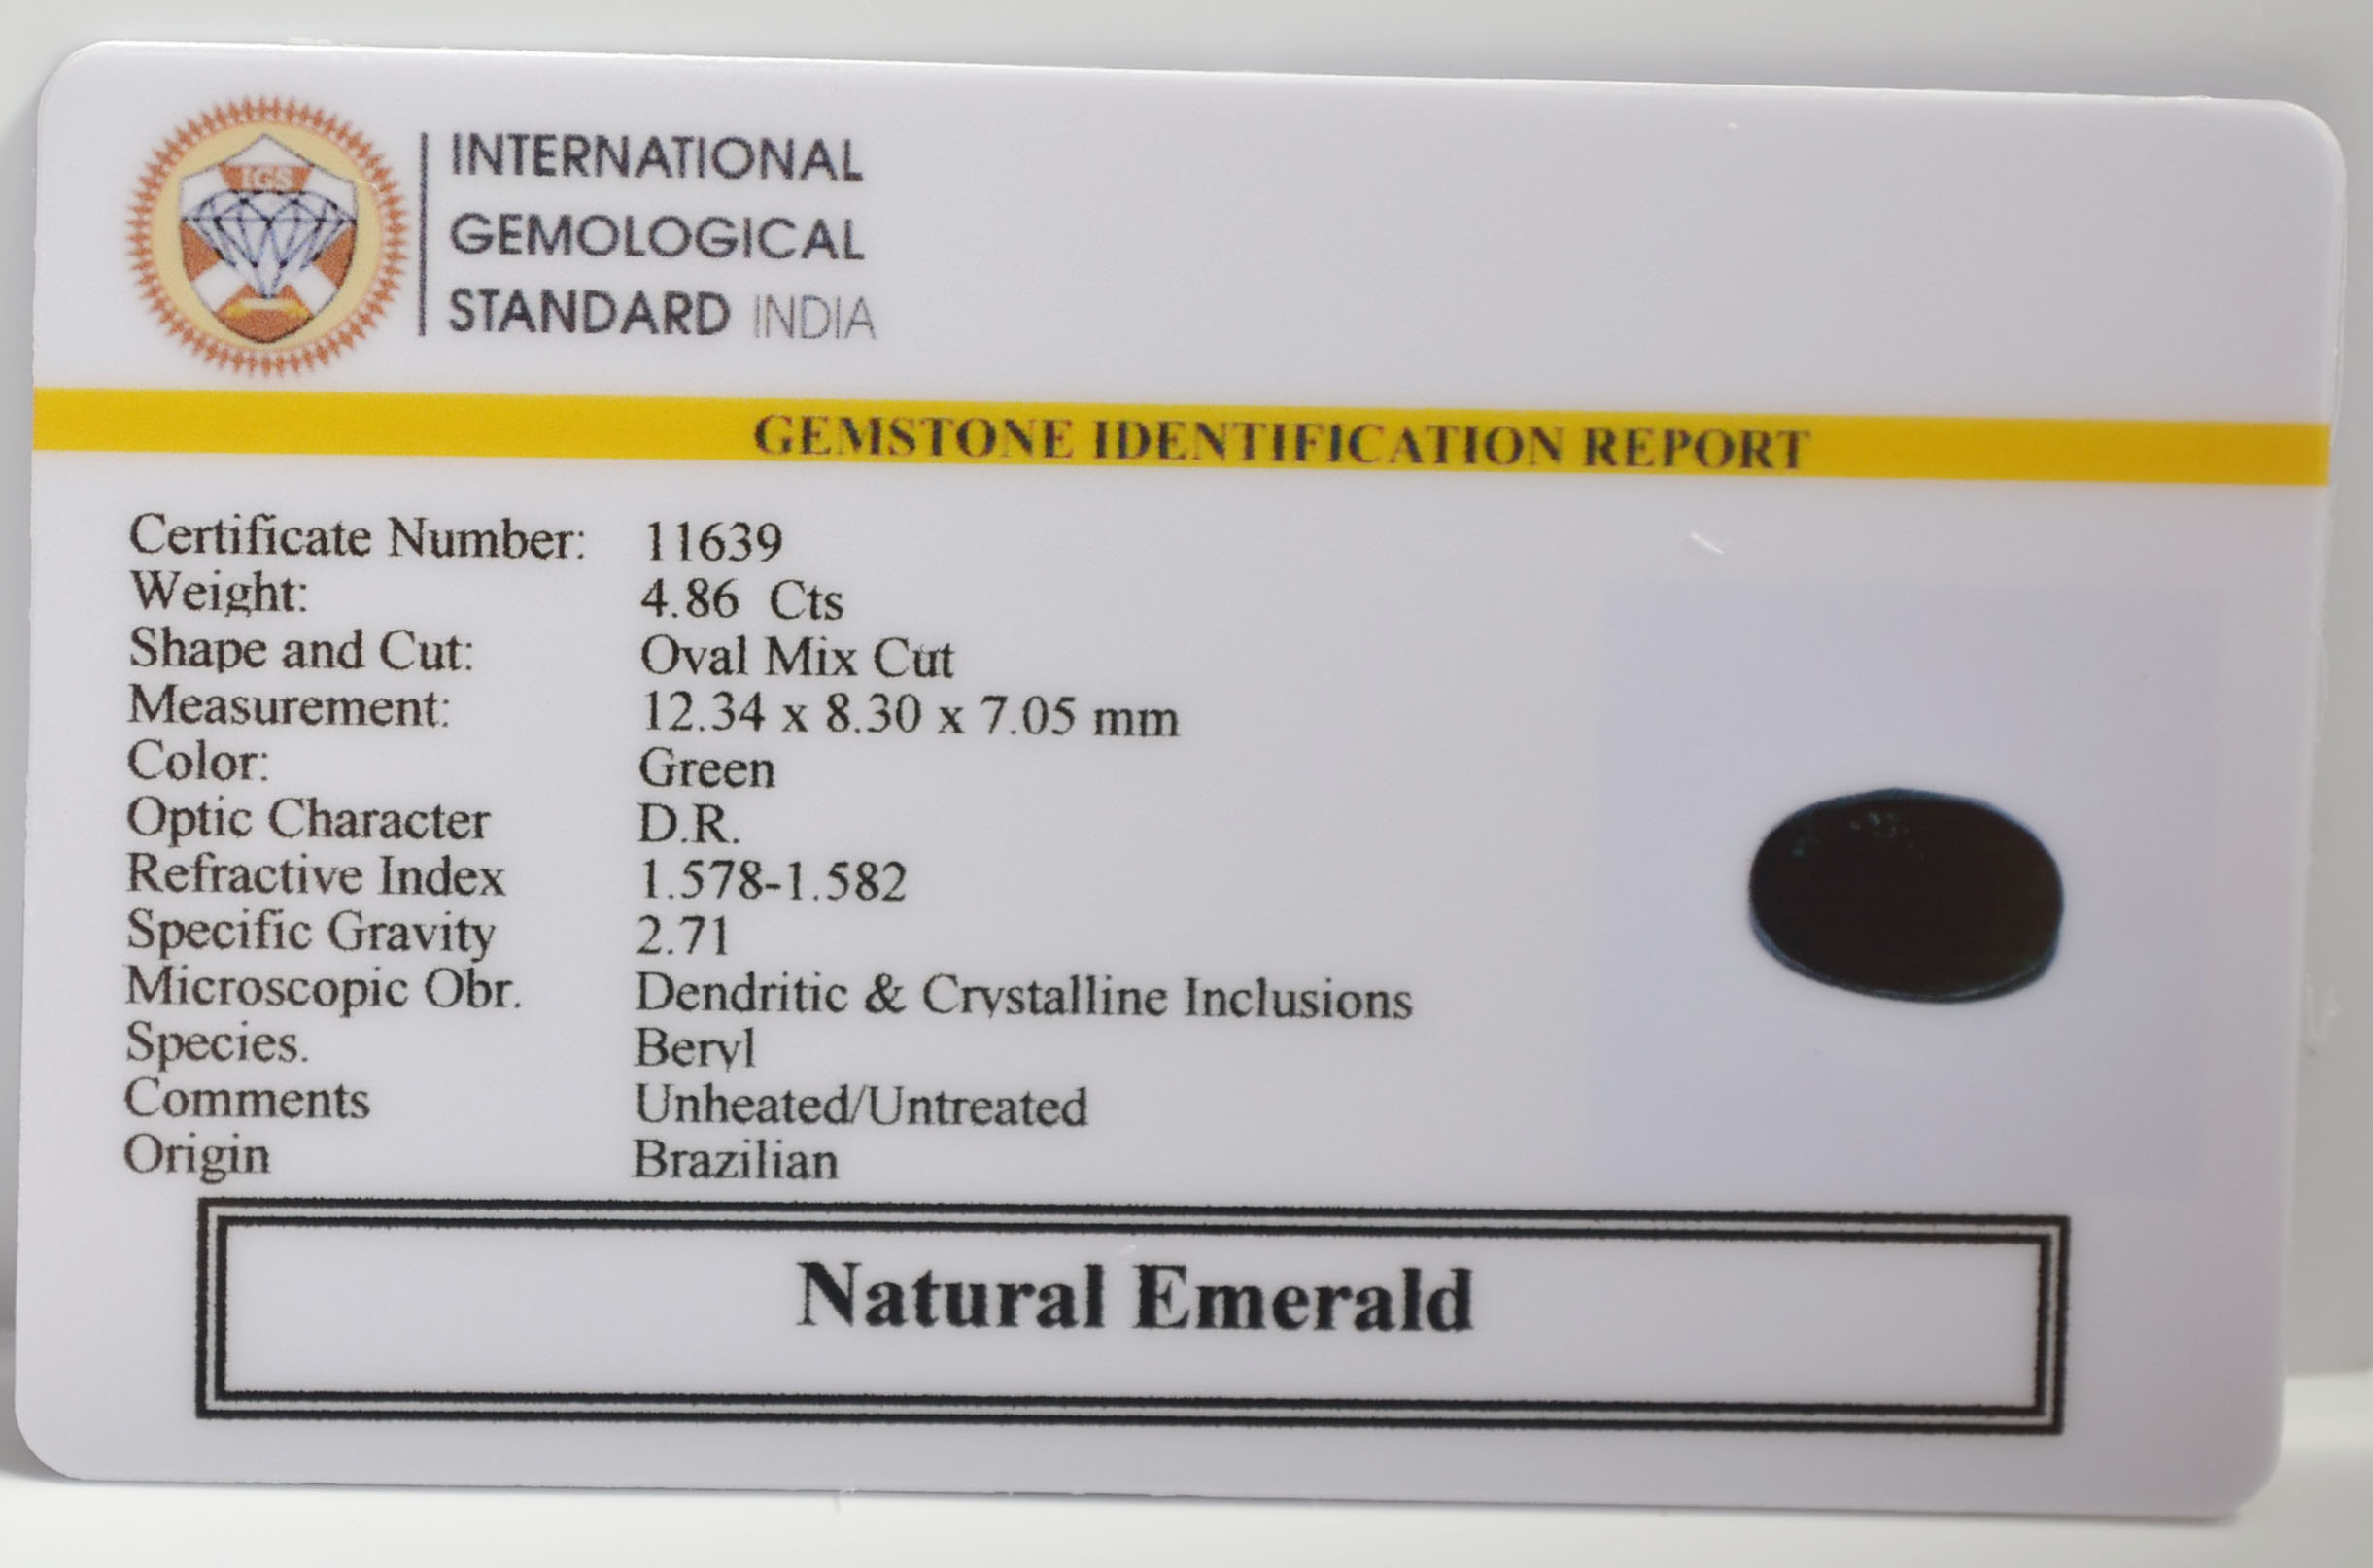 IGS
INTERNATIONAL
GEMOLOGICAL
STANDARD INDIA
GEMSTONE IDENTIFICATION REPORT
Certificate Number: 11639
Weight: 4.86 Cts
Shape and Cut: Oval Mix Cut
Measurement: 12.34 x 8.30 x 7.05 mm
Color: Green
Optic Character D.R.
Refractive Index 1.578-1.582
Specific Gravity 2.71
Microscopic Obr. Dendritic & Crystalline Inclusions
Species. Beryl
Comments Unheated/Untreated
Origin Brazilian
Natural Emerald